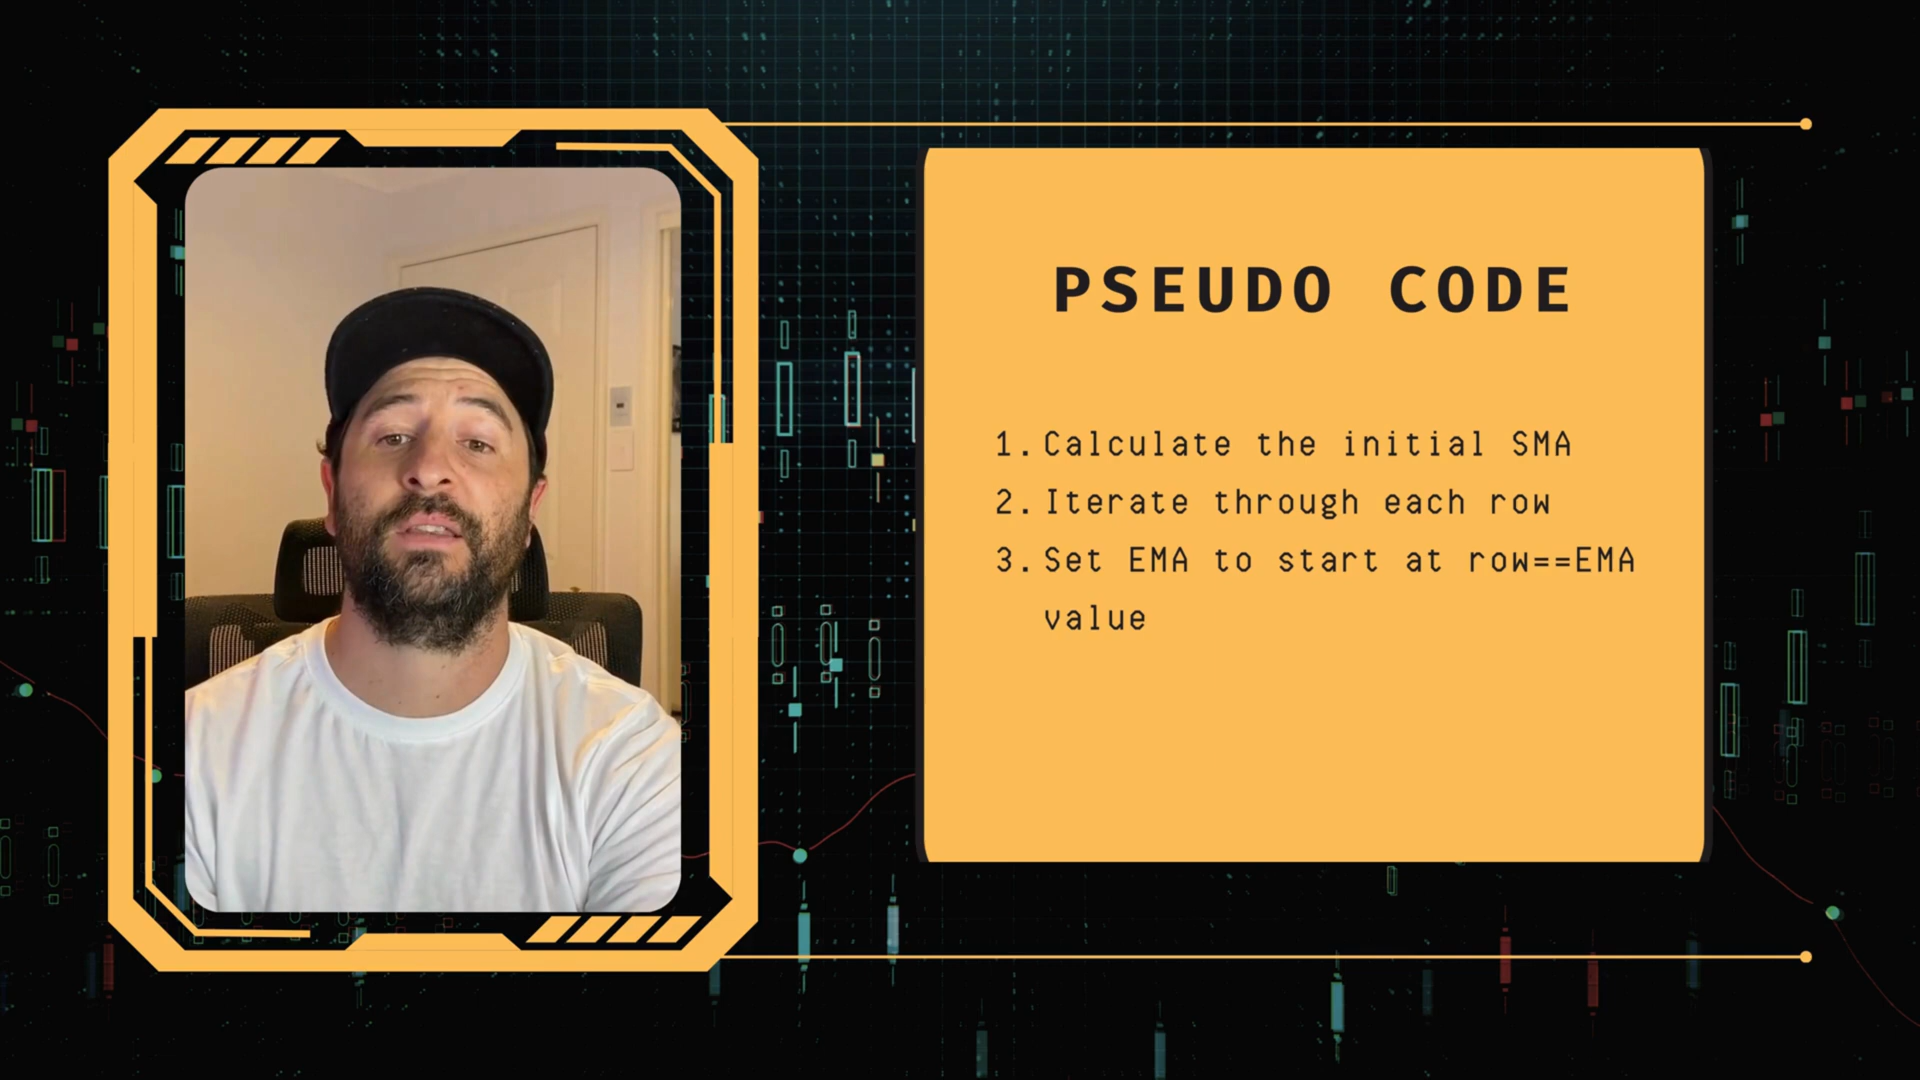 PSEUDO CODE
1. Calculate the initial SMA
2. Iterate through each row
3. Set EMA to start at row==EMA
value